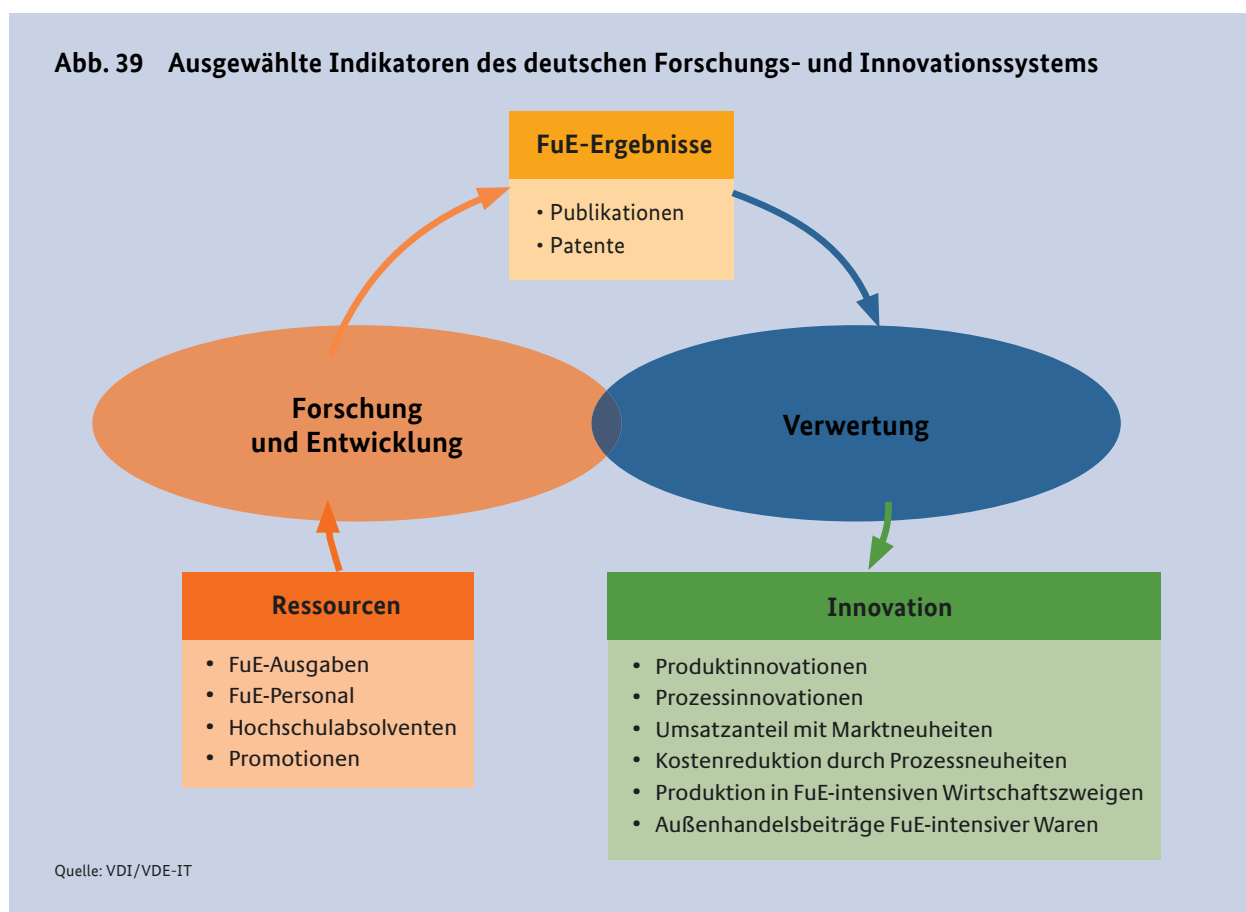 Abb. 39 Ausgewählte Indikatoren des deutschen Forschungs- und Innovationssystems
FuE-Ergebnisse
• Publikationen
• Patente
Forschung
und Entwicklung
Verwertung
Ressourcen
• FuE-Ausgaben
• FuE-Personal
• Hochschulabsolventen
• Promotionen
Innovation
• Produktinnovationen
• Prozessinnovationen
• Umsatzanteil mit Marktneuheiten
• Kostenreduktion durch Prozessneuheiten
• Produktion in FuE-intensiven Wirtschaftszweigen
• Außenhandelsbeiträge FuE-intensiver Waren
Quelle: VDI/VDE-IT